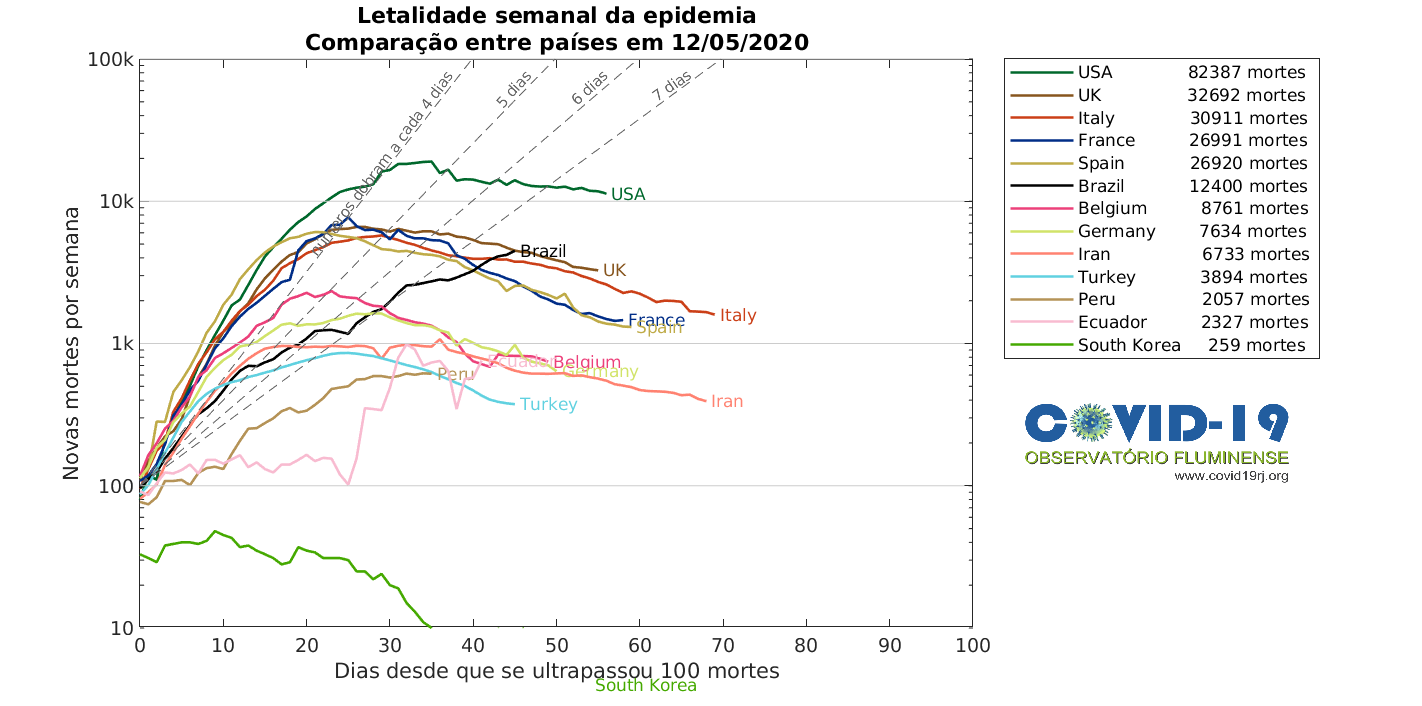 Letalidade semanal da epidemia
Comparação entre países em 12/05/2020
Novas mortes por semana
100k
10k
1k
100
10
números dobram a cada 4 dias
5 dias
6 dias
7 dias
USA
Brazil
UK
Italy
France
Spain
Ecuador
Belgium
Germany
Peru
Iran
Turkey
0 10 20 30 40 50 60 70 80 90 100
Dias desde que se ultrapassou 100 mortes
South Korea
USA 82387 mortes
UK 32692 mortes
Italy 30911 mortes
France 26991 mortes
Spain 26920 mortes
Brazil 12400 mortes
Belgium 8761 mortes
Germany 7634 mortes
Iran 6733 mortes
Turkey 3894 mortes
Peru 2057 mortes
Ecuador 2327 mortes
South Korea 259 mortes
COVID-19
OBSERVATÓRIO FLUMINENSE
www.covid19rj.org